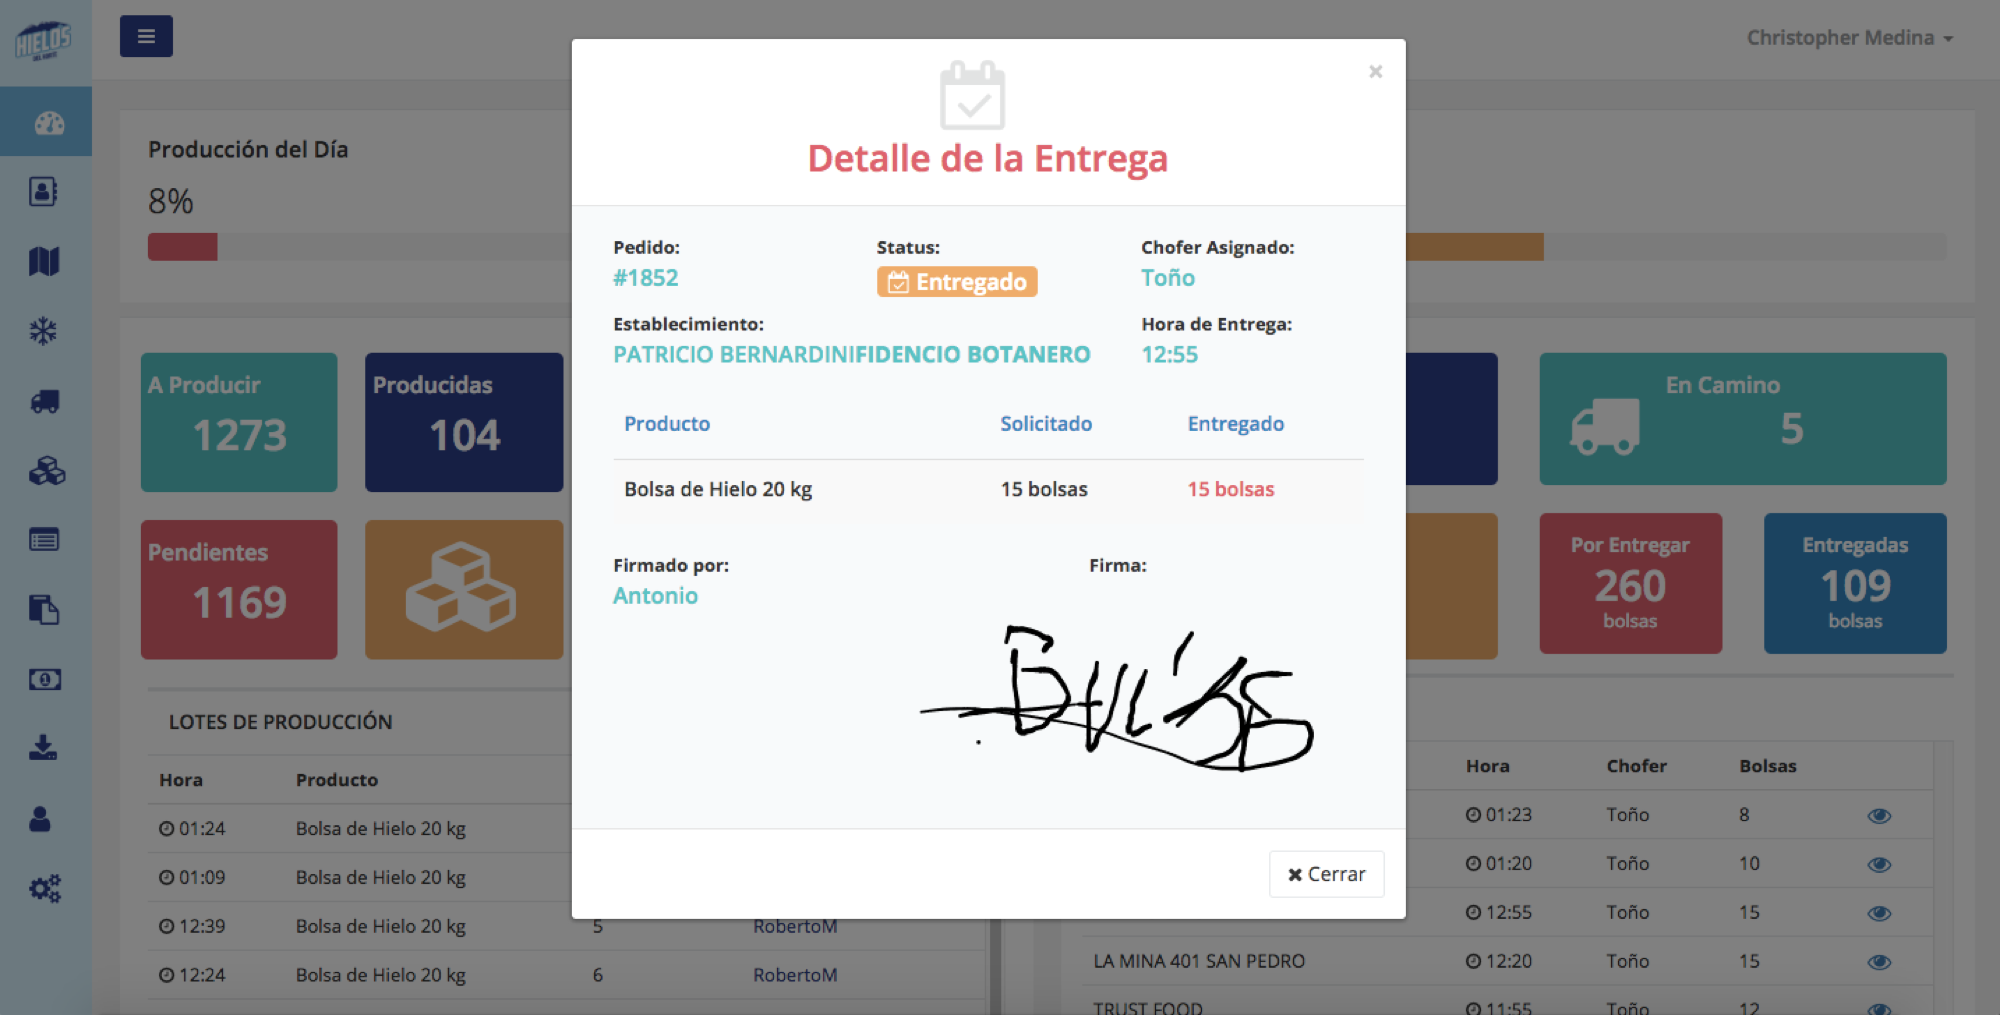 HIELOS
DEL NORTE
Christopher Medina
Producción del Día
8%
A Producir
1273
Producidas
104
Pendientes
1169
LOTES DE PRODUCCIÓN
Hora Producto
01:24 Bolsa de Hielo 20 kg
01:09 Bolsa de Hielo 20 kg
12:39 Bolsa de Hielo 20 kg 5 RobertoM
12:24 Bolsa de Hielo 20 kg 6 RobertoM
×
Detalle de la Entrega
Pedido: Status: Chofer Asignado:
#1852 Entregado Toño
Establecimiento: Hora de Entrega:
PATRICIO BERNARDINIFIDENCIO BOTANERO 12:55
Producto Solicitado Entregado
Bolsa de Hielo 20 kg 15 bolsas 15 bolsas
Firmado por: Firma:
Antonio
Cerrar
En Camino
5
Por Entregar
260
bolsas
Entregadas
109
bolsas
Hora Chofer Bolsas
01:23 Toño 8
01:20 Toño 10
12:55 Toño 15
LA MINA 401 SAN PEDRO 12:20 Toño 15
TRUST FOOD 11:55 Toño 12